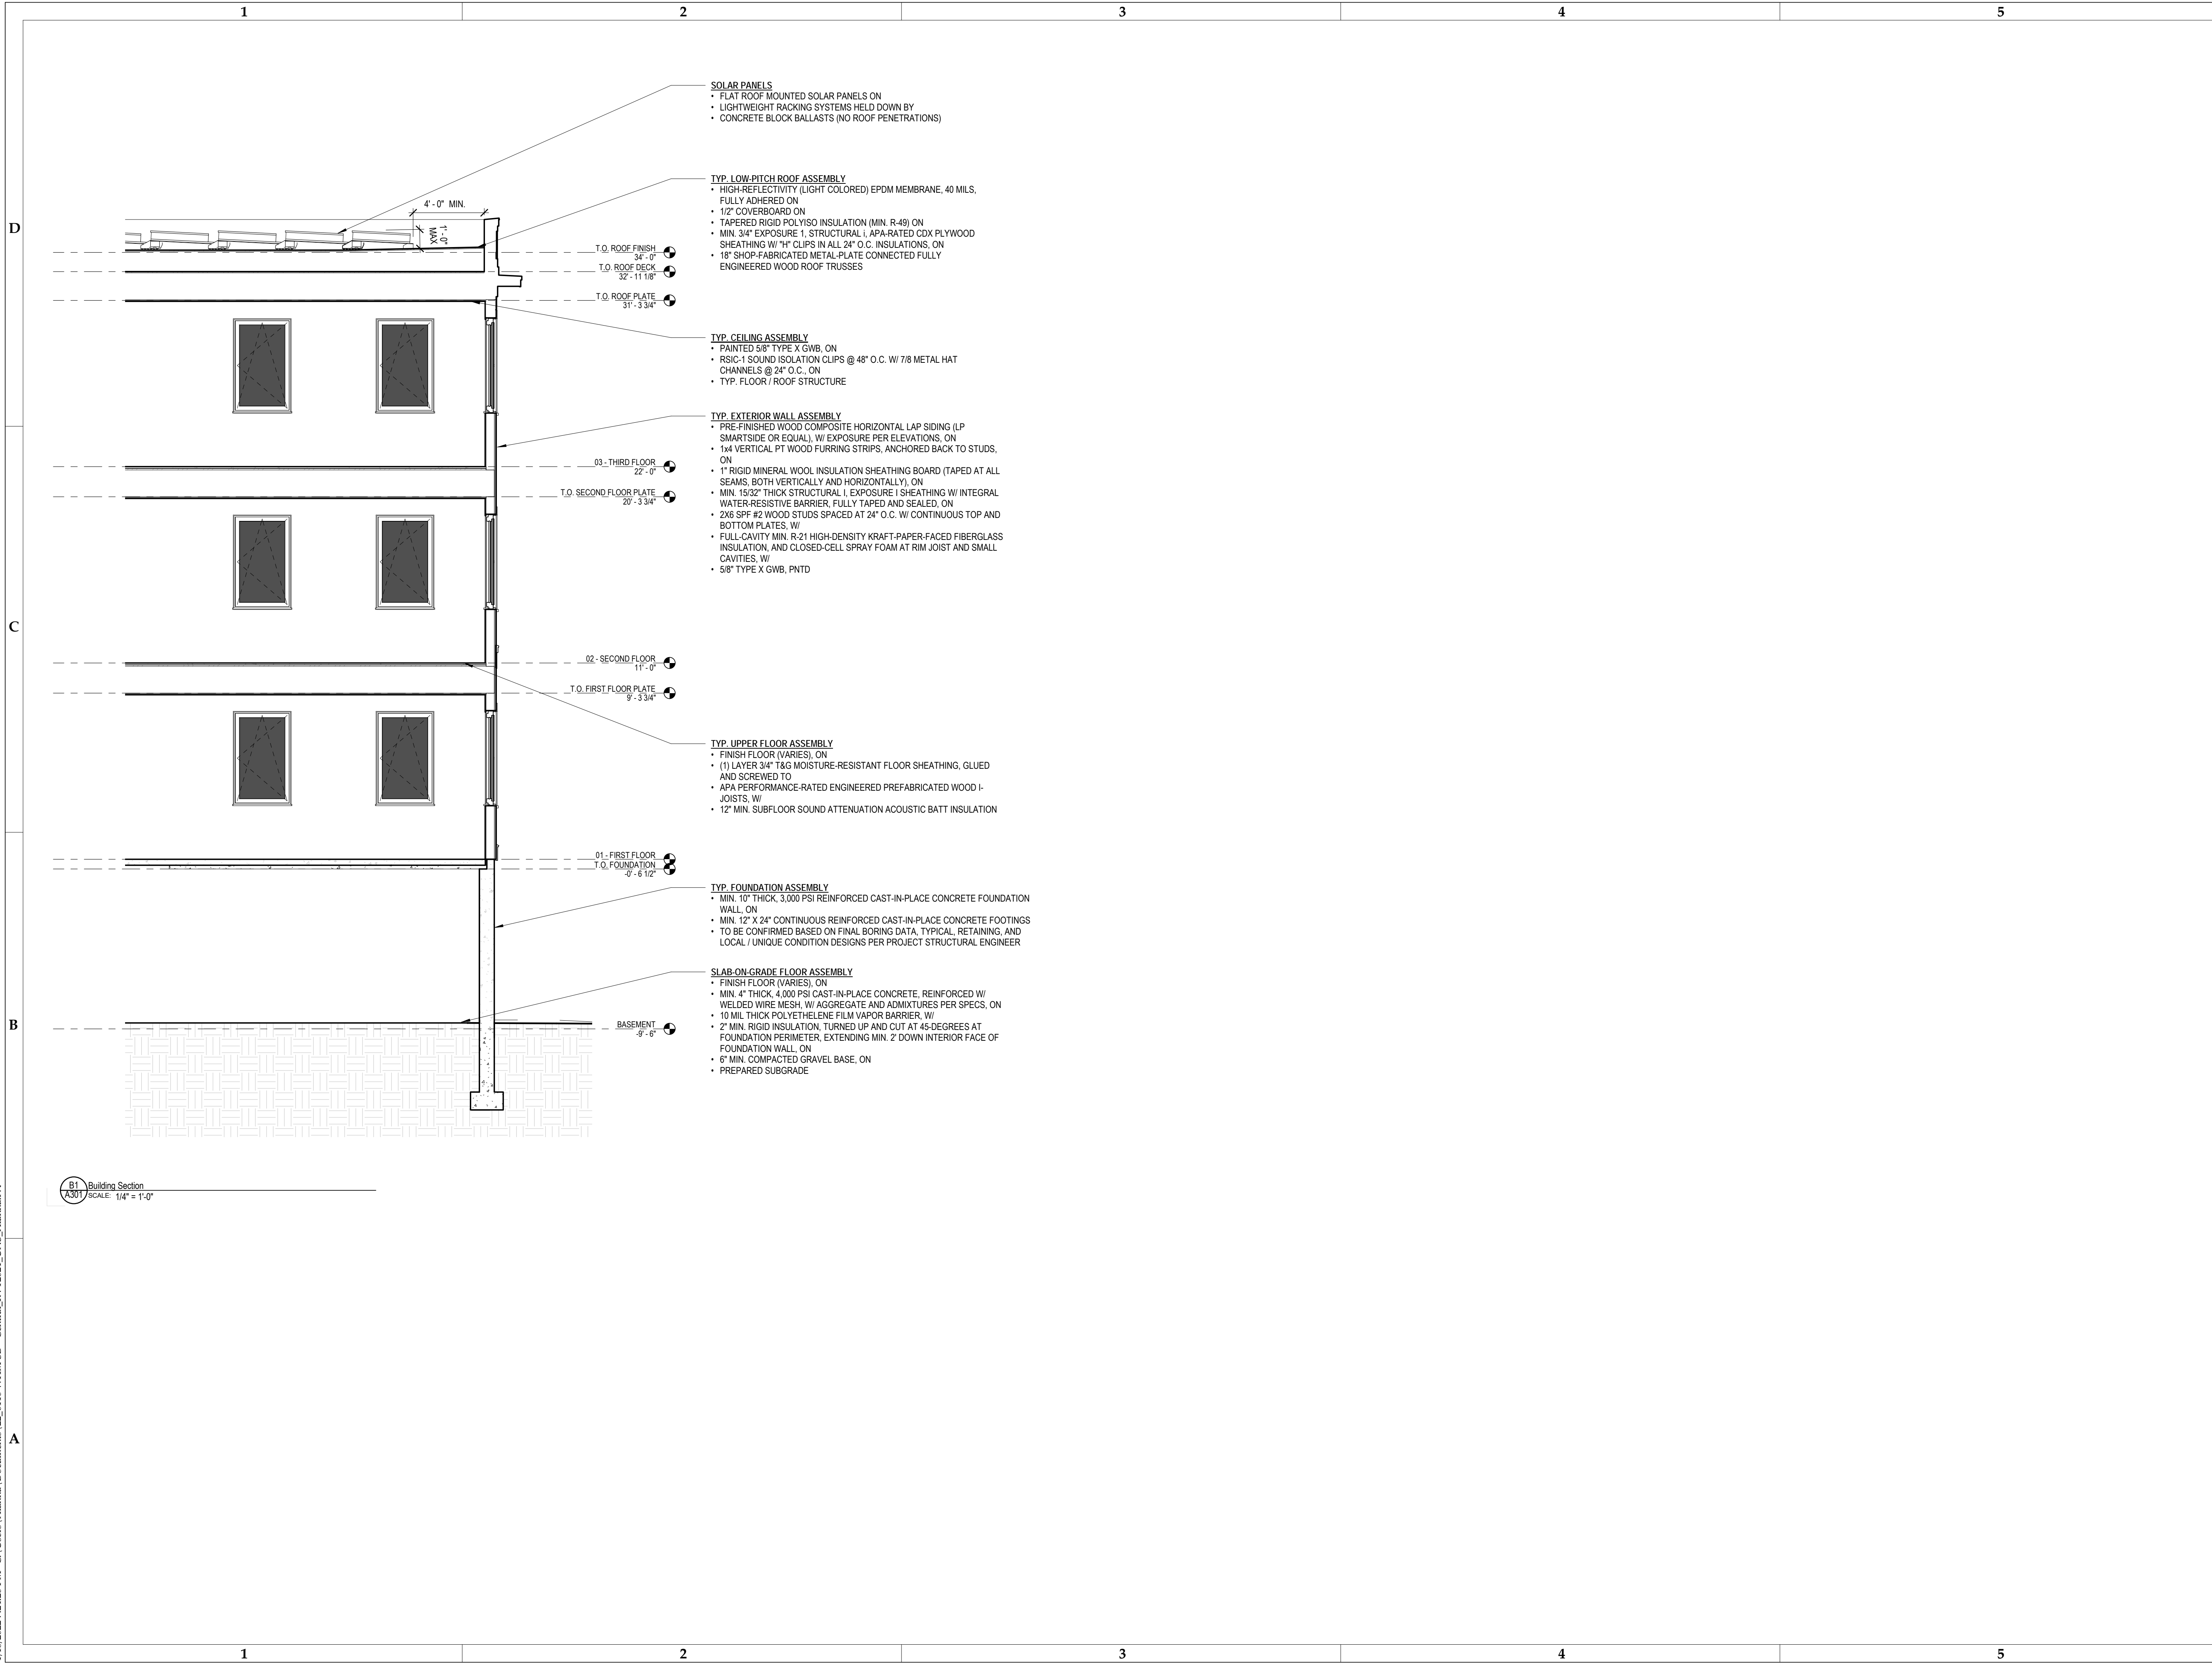 1 2 3 4 5
SOLAR PANELS
• FLAT ROOF MOUNTED SOLAR PANELS ON
• LIGHTWEIGHT RACKING SYSTEMS HELD DOWN BY
• CONCRETE BLOCK BALLASTS (NO ROOF PENETRATIONS)
TYP. LOW-PITCH ROOF ASSEMBLY
• HIGH-REFLECTIVITY (LIGHT COLORED) EPDM MEMBRANE, 40 MILS,
FULLY ADHERED ON
• 1/2" COVERBOARD ON
• TAPERED RIGID POLYISO INSULATION (MIN. R-49) ON
• MIN. 3/4" EXPOSURE 1, STRUCTURAL i, APA-RATED CDX PLYWOOD
SHEATHING W/ "H" CLIPS IN ALL 24" O.C. INSULATIONS, ON
• 18" SHOP-FABRICATED METAL-PLATE CONNECTED FULLY
ENGINEERED WOOD ROOF TRUSSES
4' - 0" MIN.
1' - 0"
MAX
D
T.O. ROOF FINISH
34' - 0"
T.O. ROOF DECK
32' - 11 1/8"
T.O. ROOF PLATE
31' - 3 3/4"
TYP. CEILING ASSEMBLY
• PAINTED 5/8" TYPE X GWB, ON
• RSIC-1 SOUND ISOLATION CLIPS @ 48" O.C. W/ 7/8 METAL HAT
CHANNELS @ 24" O.C., ON
• TYP. FLOOR / ROOF STRUCTURE
TYP. EXTERIOR WALL ASSEMBLY
• PRE-FINISHED WOOD COMPOSITE HORIZONTAL LAP SIDING (LP
SMARTSIDE OR EQUAL), W/ EXPOSURE PER ELEVATIONS, ON
• 1x4 VERTICAL PT WOOD FURRING STRIPS, ANCHORED BACK TO STUDS,
ON
• 1" RIGID MINERAL WOOL INSULATION SHEATHING BOARD (TAPED AT ALL
SEAMS, BOTH VERTICALLY AND HORIZONTALLY), ON
• MIN. 15/32" THICK STRUCTURAL I, EXPOSURE I SHEATHING W/ INTEGRAL
WATER-RESISTIVE BARRIER, FULLY TAPED AND SEALED, ON
• 2X6 SPF #2 WOOD STUDS SPACED AT 24" O.C. W/ CONTINUOUS TOP AND
BOTTOM PLATES, W/
• FULL-CAVITY MIN. R-21 HIGH-DENSITY KRAFT-PAPER-FACED FIBERGLASS
INSULATION, AND CLOSED-CELL SPRAY FOAM AT RIM JOIST AND SMALL
CAVITIES, W/
• 5/8" TYPE X GWB, PNTD
03 - THIRD FLOOR
22' - 0"
T.O. SECOND FLOOR PLATE
20' - 3 3/4"
C
02 - SECOND FLOOR
11' - 0"
T.O. FIRST FLOOR PLATE
9' - 3 3/4"
TYP. UPPER FLOOR ASSEMBLY
• FINISH FLOOR (VARIES), ON
• (1) LAYER 3/4" T&G MOISTURE-RESISTANT FLOOR SHEATHING, GLUED
AND SCREWED TO
• APA PERFORMANCE-RATED ENGINEERED PREFABRICATED WOOD I-
JOISTS, W/
• 12" MIN. SUBFLOOR SOUND ATTENUATION ACOUSTIC BATT INSULATION
01 - FIRST FLOOR
T.O. FOUNDATION
-0' - 6 1/2"
TYP. FOUNDATION ASSEMBLY
• MIN. 10" THICK, 3,000 PSI REINFORCED CAST-IN-PLACE CONCRETE FOUNDATION
WALL, ON
• MIN. 12" X 24" CONTINUOUS REINFORCED CAST-IN-PLACE CONCRETE FOOTINGS
• TO BE CONFIRMED BASED ON FINAL BORING DATA, TYPICAL, RETAINING, AND
LOCAL / UNIQUE CONDITION DESIGNS PER PROJECT STRUCTURAL ENGINEER
SLAB-ON-GRADE FLOOR ASSEMBLY
• FINISH FLOOR (VARIES), ON
• MIN. 4" THICK, 4,000 PSI CAST-IN-PLACE CONCRETE, REINFORCED W/
WELDED WIRE MESH, W/ AGGREGATE AND ADMIXTURES PER SPECS, ON
• 10 MIL THICK POLYETHELENE FILM VAPOR BARRIER, W/
• 2" MIN. RIGID INSULATION, TURNED UP AND CUT AT 45-DEGREES AT
FOUNDATION PERIMETER, EXTENDING MIN. 2' DOWN INTERIOR FACE OF
FOUNDATION WALL, ON
• 6" MIN. COMPACTED GRAVEL BASE, ON
• PREPARED SUBGRADE
B
BASEMENT
-9' - 6"
B1 Building Section
A301 SCALE: 1/4" = 1'-0"
A
1 2 3 4 5